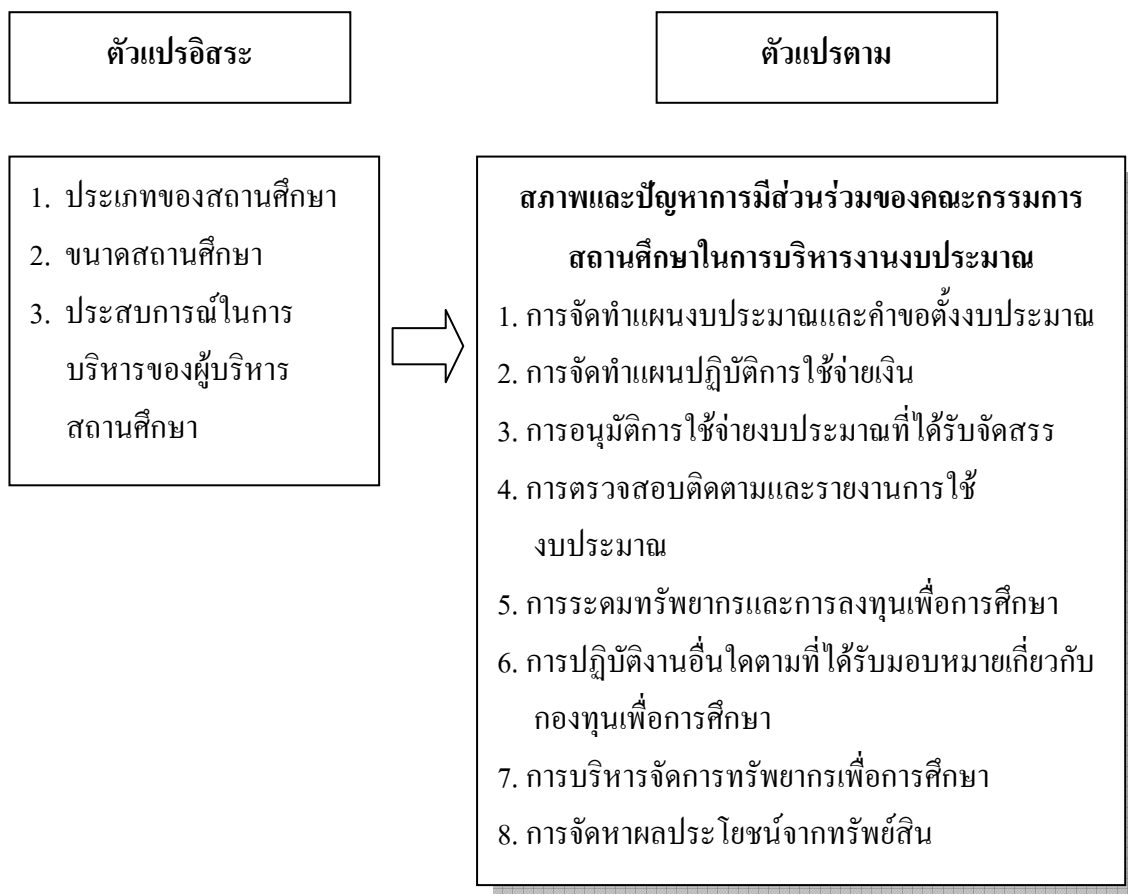 ตัวแปรอิสระ
ตัวแปรตาม
1. ประเภทของสถานศึกษา
2. ขนาดสถานศึกษา
3. ประสบการณ์ในการ
บริหารของผู้บริหาร
สถานศึกษา
สภาพและปัญหาการมีส่วนร่วมของคณะกรรมการ
สถานศึกษาในการบริหารงานงบประมาณ
1. การจัดทำแผนงบประมาณและคำขอตั้งงบประมาณ
2. การจัดทำแผนปฏิบัติการใช้จ่ายเงิน
3. การอนุมัติการใช้จ่ายงบประมาณที่ได้รับจัดสรร
4. การตรวจสอบติดตามและรายงานการใช้
งบประมาณ
5. การระดมทรัพยากรและการลงทุนเพื่อการศึกษา
6. การปฏิบัติงานอื่นใดตามที่ได้รับมอบหมายเกี่ยวกับ
กองทุนเพื่อการศึกษา
7. การบริหารจัดการทรัพยากรเพื่อการศึกษา
8. การจัดหาผลประโยชน์จากทรัพย์สิน